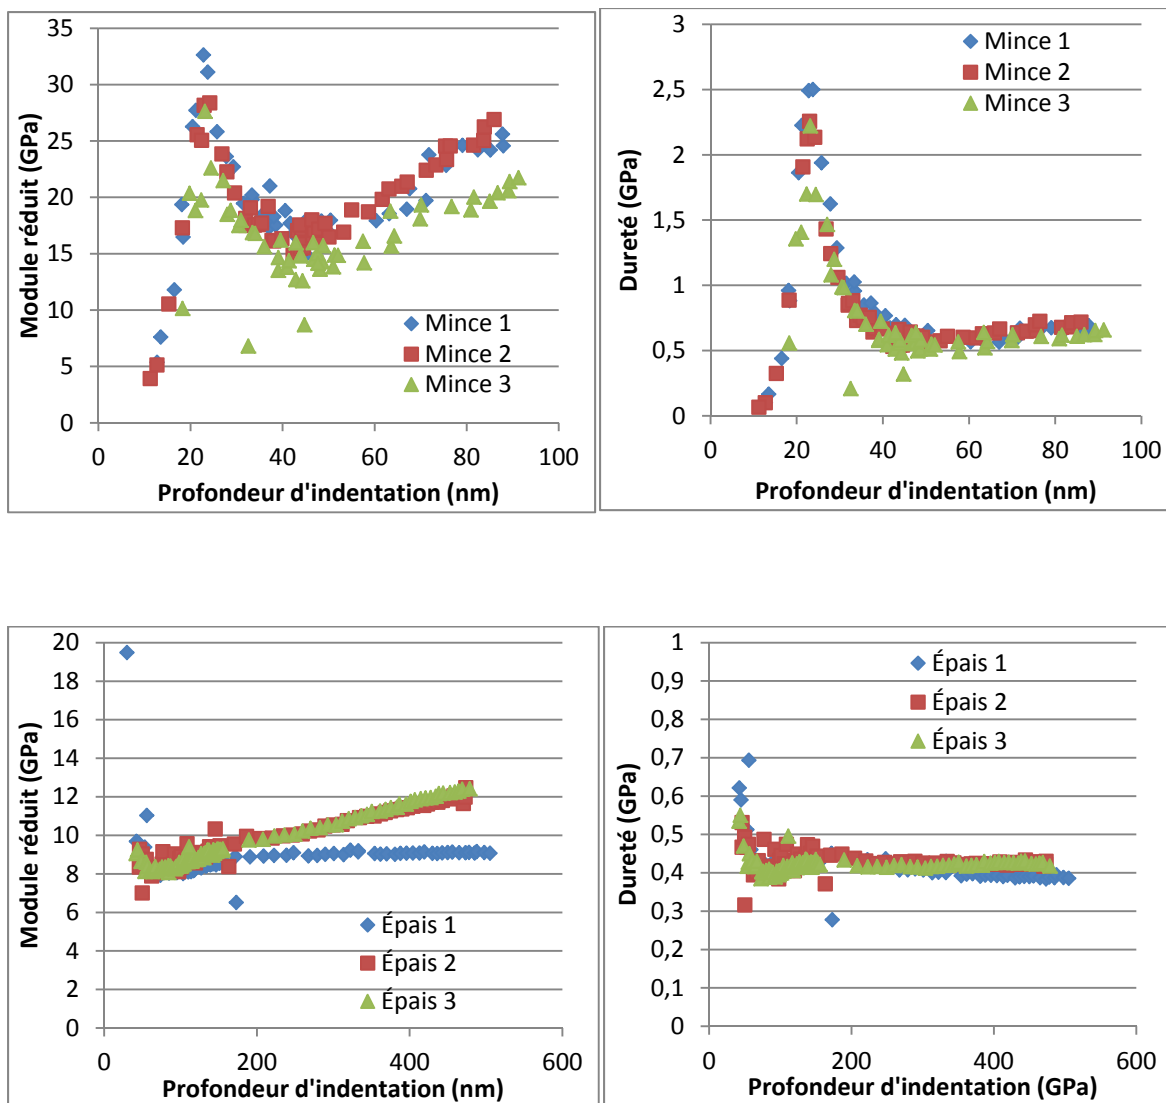 Module réduit (GPa)
35
30
25
20
15
10
5
0
0 20 40 60 80 100
Profondeur d'indentation (nm)
Mince 1
Mince 2
Mince 3
Dureté (GPa)
3
2,5
2
1,5
1
0,5
0
0 20 40 60 80 100
Profondeur d'indentation (nm)
Mince 1
Mince 2
Mince 3
Module réduit (GPa)
20
18
16
14
12
10
8
6
4
2
0
0 200 400 600
Profondeur d'indentation (nm)
Épais 1
Épais 2
Épais 3
Dureté (GPa)
1
0,9
0,8
0,7
0,6
0,5
0,4
0,3
0,2
0,1
0
0 200 400 600
Profondeur d'indentation (GPa)
Épais 1
Épais 2
Épais 3